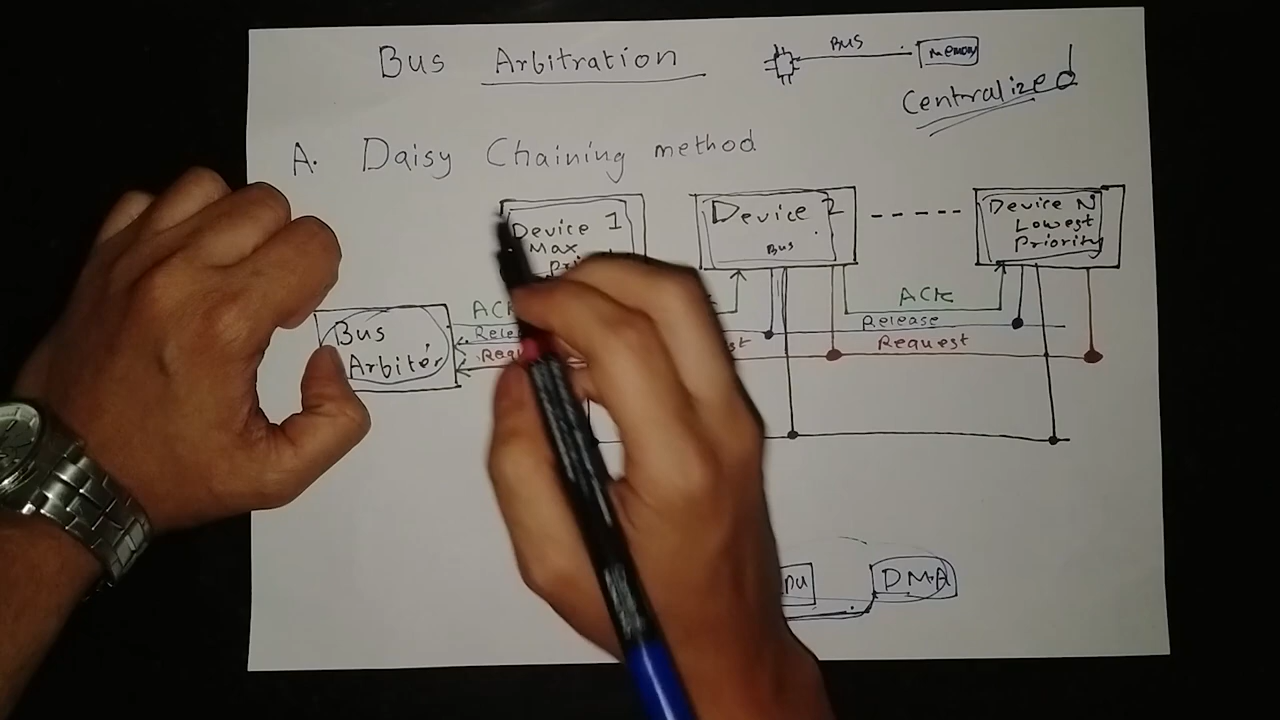 Bus Arbitration
BUS
Memory
Centralized
A. Daisy Chaining method
Device 1
Max
Device 2
Bus
Device N
Lowest
Priority
Bus
Arbiter
ACK
ACK
Release
Request
DMA